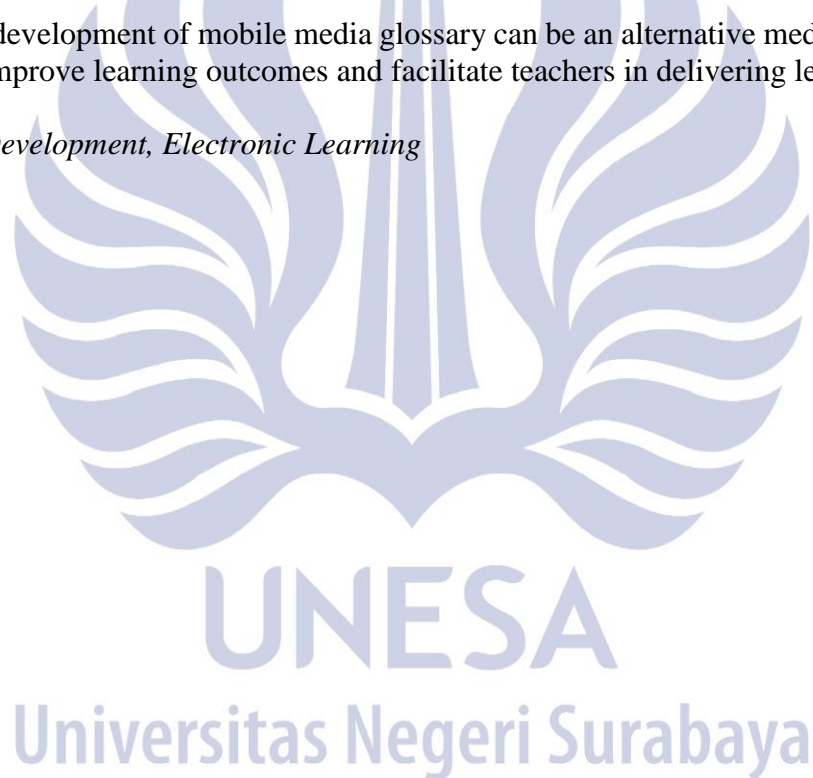 development of mobile media glossary can be an alternative med
mprove learning outcomes and facilitate teachers in delivering le
evelopment, Electronic Learning
UNESA
Universitas Negeri Surabaya